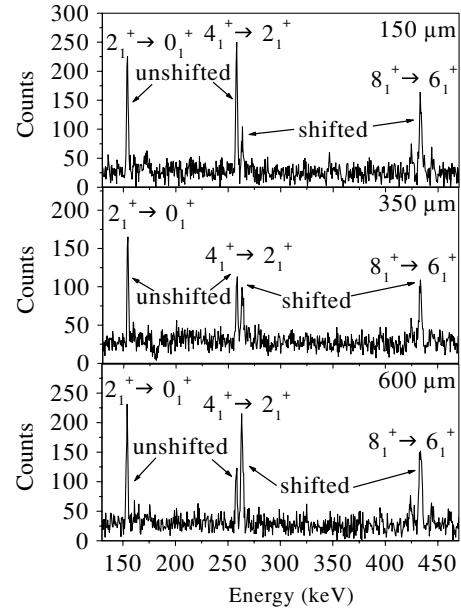 300
150 μm
2₁⁺→ 0₁⁺
4₁⁺→ 2₁⁺
250
unshifted
200
8₁⁺→ 6₁⁺
150
shifted
100
50
0
Counts
350 μm
200
2₁⁺→ 0₁⁺
4₁⁺→ 2₁⁺
150
8₁⁺→ 6₁⁺
unshifted
shifted
100
50
0
Counts
600 μm
250
2₁⁺→ 0₁⁺
4₁⁺→ 2₁⁺
200
unshifted
8₁⁺→ 6₁⁺
150
shifted
100
50
0
Counts
150 200 250 300 350 400 450
Energy (keV)